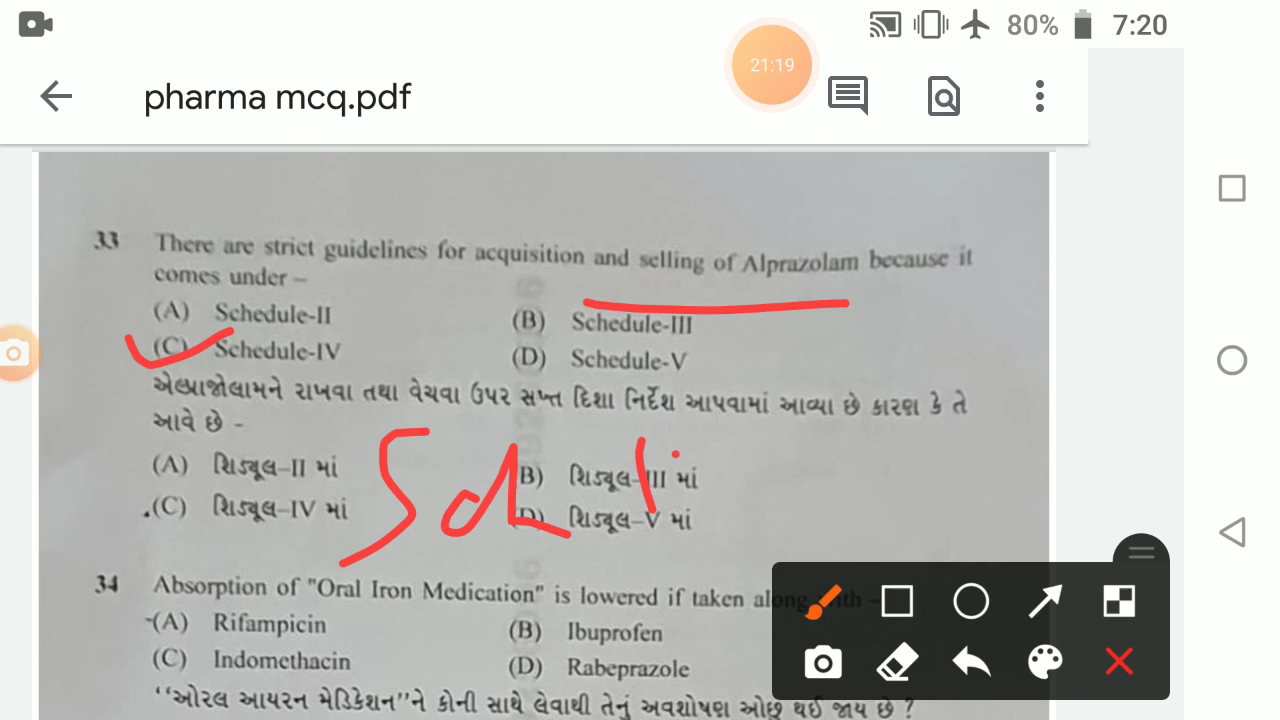 80% 7:20
21:19
pharma mcq.pdf
33 There are strict guidelines for acquisition and selling of Alprazolam because it
comes under –
(A) Schedule-II (B) Schedule-III
(C) Schedule-IV (D) Schedule-V
એલ્પ્રાજોલામને રાખવા તથા વેચવા ઉપર સખ્ત દિશા નિર્દેશ આપવામાં આવ્યા છે કારણ કે તે
આવે છે -
(A) શિડ્યૂલ–II માં B) શિડ્યૂલ–III માં
(C) શિડ્યૂલ–IV માં (D) શિડ્યૂલ–V માં
34 Absorption of "Oral Iron Medication" is lowered if taken along with –
(A) Rifampicin (B) Ibuprofen
(C) Indomethacin (D) Rabeprazole
‘‘ઓરલ આયરન મેડિકેશન’’ને કોની સાથે લેવાથી તેનું અવશોષણ ઓછું થઈ જાય છે ?